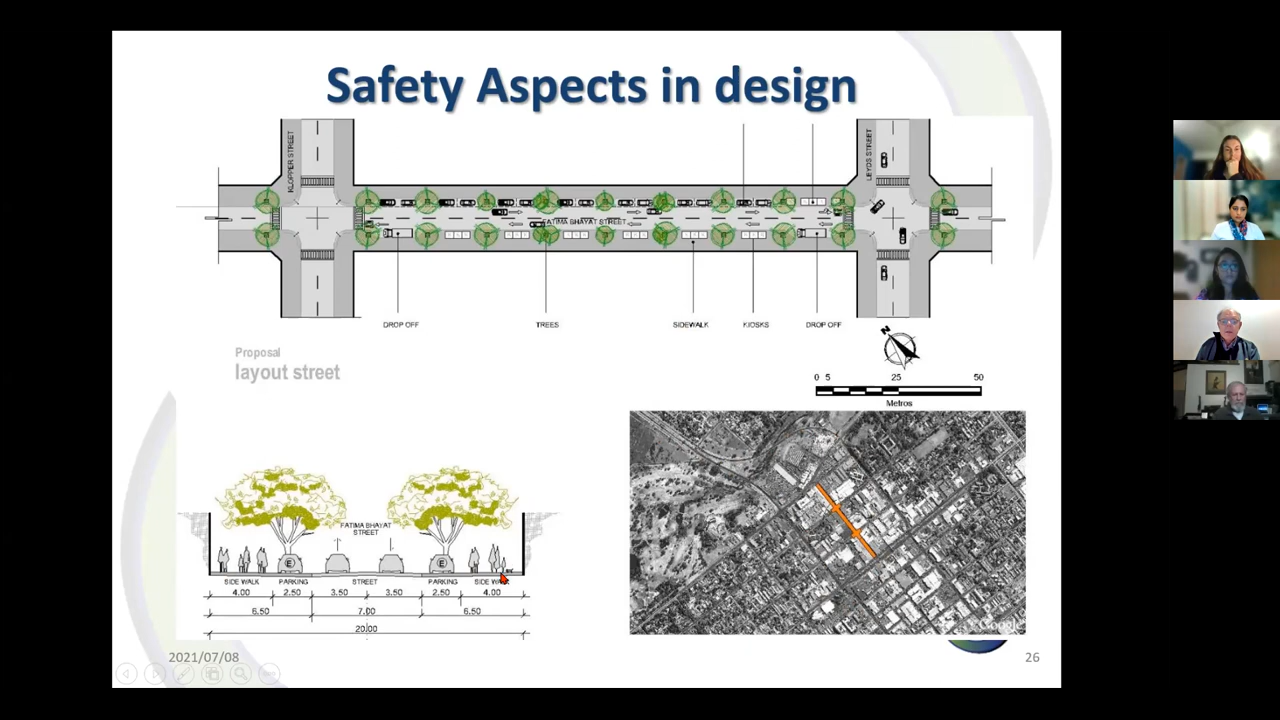 Safety Aspects in design
KLOPPER STREET
LEYDS STREET
FATIMA BHAYAT STREET
DROP OFF
TREES
SIDEWALK
KIOSKS
DROP OFF
Proposal
layout street
N
0 5 25 50
Metros
FATIMA BHAYAT
STREET
E
E
SIDE WALK PARKING STREET PARKING SIDE WALK
4.00 2.50 3.50 3.50 2.50 4.00
6.50 7.00 6.50
20.00
Google
2021/07/08
26